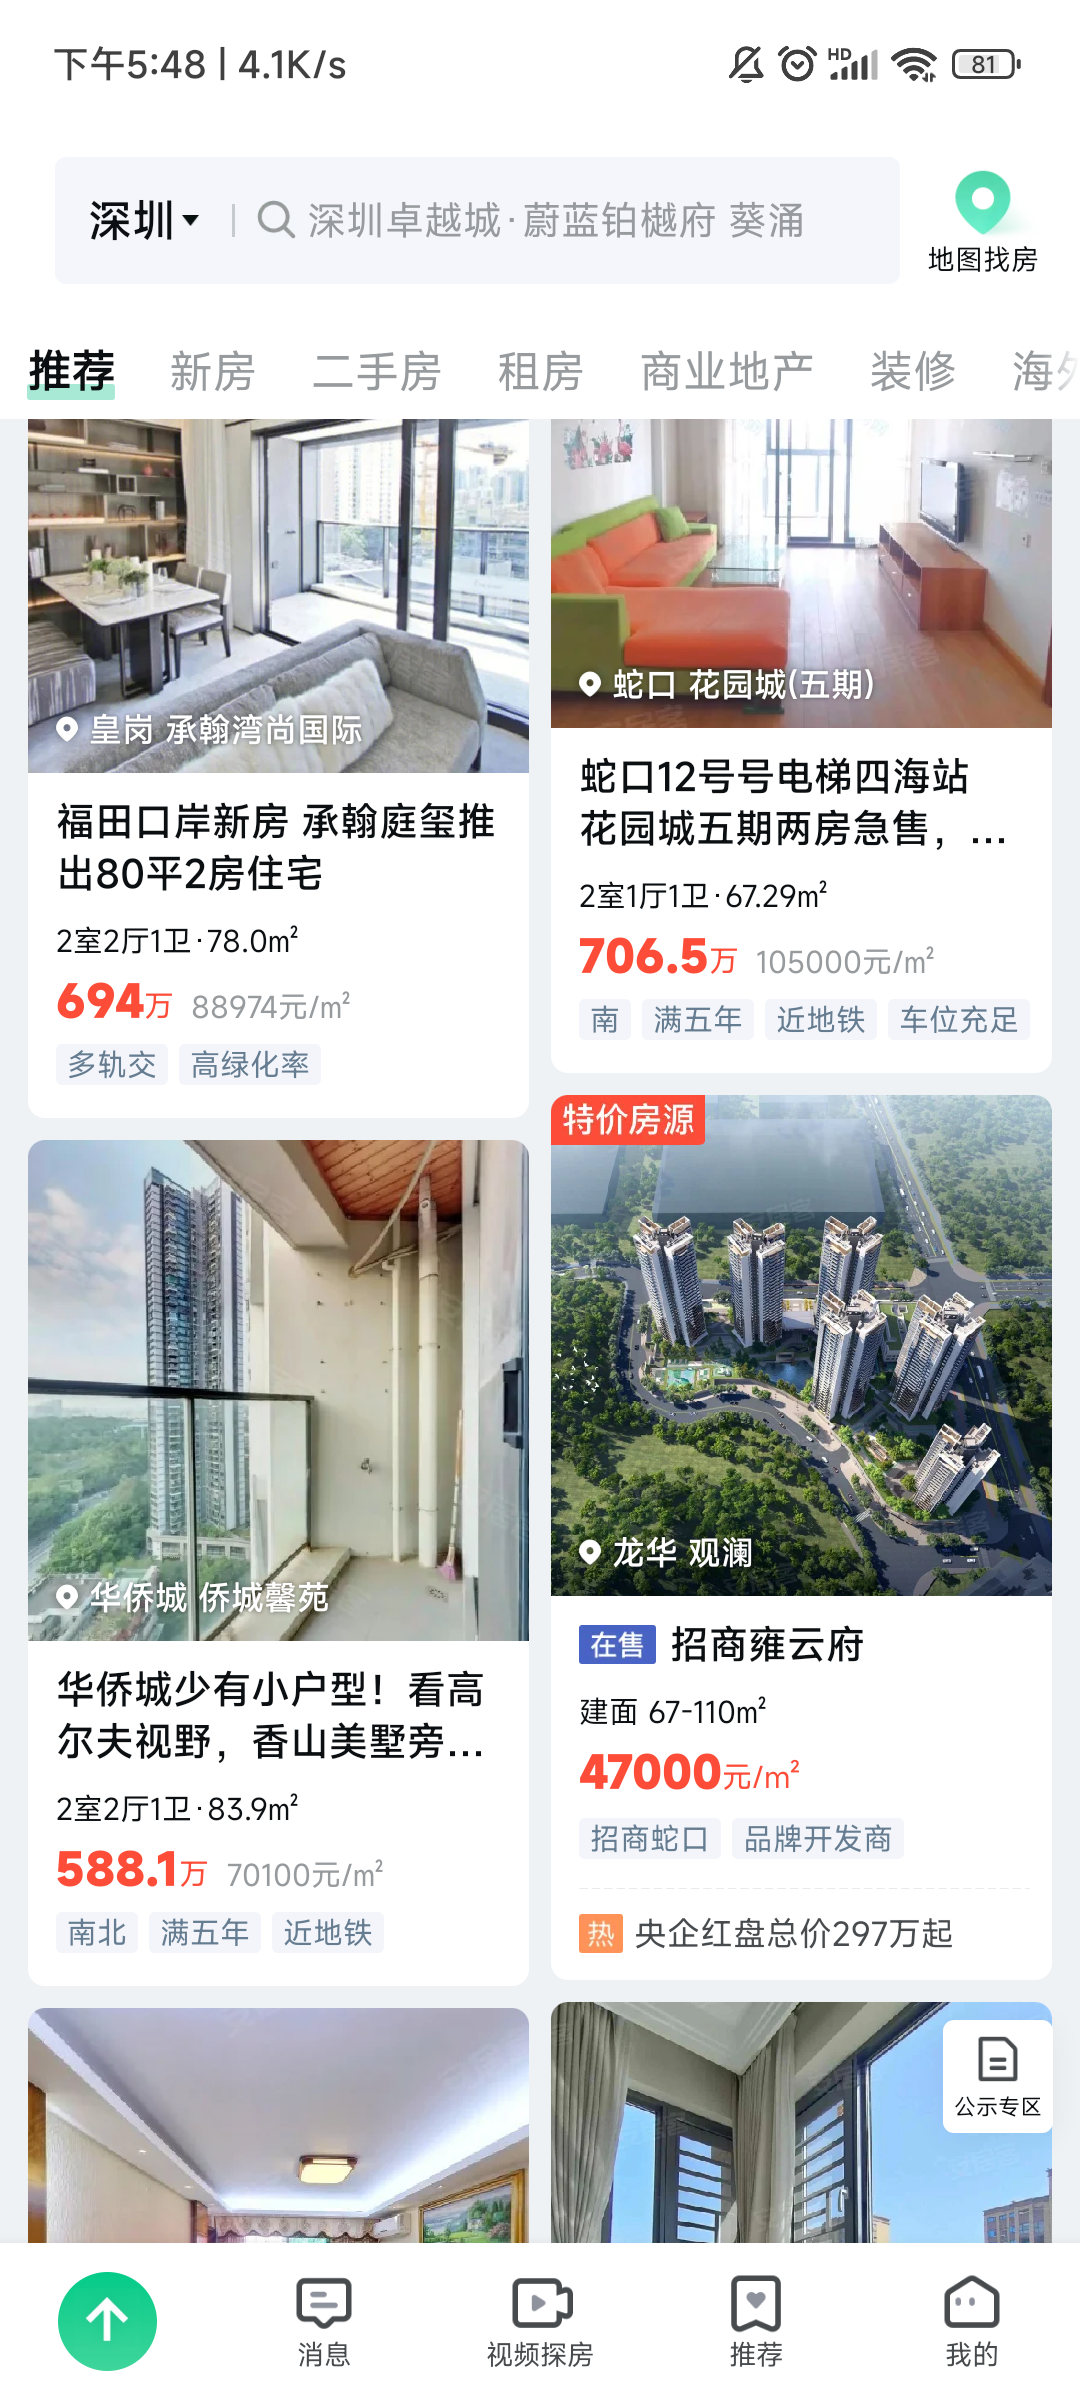 下午5:48 | 4.1K/s
HD
81
深圳
深圳卓越城·蔚蓝铂樾府 葵涌
地图找房
推荐 新房 二手房 租房 商业地产 装修 海外
皇岗 承翰湾尚国际
福田口岸新房 承翰庭玺推
出80平2房住宅
2室2厅1卫·78.0m²
694万 88974元/m²
多轨交 高绿化率
蛇口 花园城(五期)
蛇口12号号电梯四海站
花园城五期两房急售，...
2室1厅1卫·67.29m²
706.5万 105000元/m²
南 满五年 近地铁 车位充足
华侨城 侨城馨苑
华侨城少有小户型！看高
尔夫视野，香山美墅旁...
2室2厅1卫·83.9m²
588.1万 70100元/m²
南北 满五年 近地铁
特价房源
龙华 观澜
在售 招商雍云府
建面 67-110m²
47000元/m²
招商蛇口 品牌开发商
热 央企红盘总价297万起
公示专区
消息
视频探房
推荐
我的